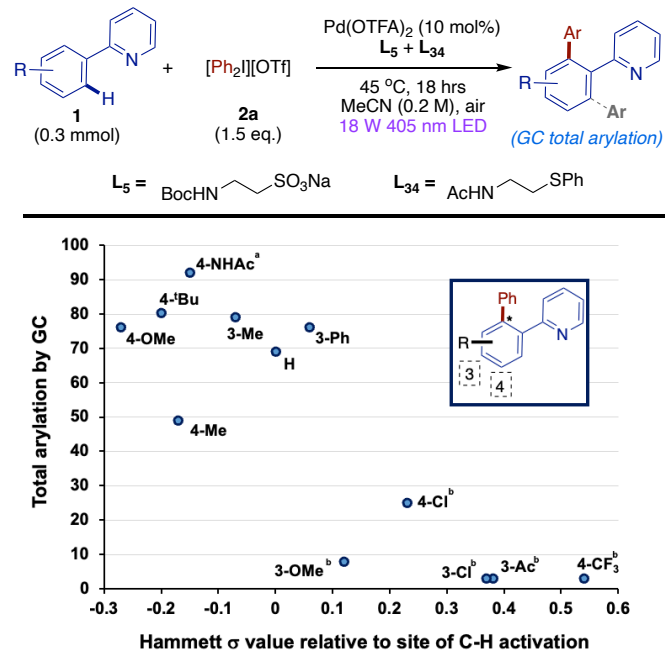 Pd(OTFA)₂ (10 mol%)
L₅ + L₃₄
45 °C, 18 hrs
MeCN (0.2 M), air
18 W 405 nm LED
R
N
H
1
(0.3 mmol)
+
[Ph₂I][OTf]
2a
(1.5 eq.)
Ar
R
N
Ar
(GC total arylation)
L₅ = BocHN SO₃Na
L₃₄ = AcHN SPh
Total arylation by GC
100
90
80
70
60
50
40
30
20
10
0
4-NHAcᵃ
4-ᵗBu
4-OMe
3-Me
3-Ph
H
4-Me
4-Clᵇ
3-OMeᵇ
3-Clᵇ
3-Acᵇ
4-CF₃ᵇ
Ph
*
R
N
3
4
-0.3 -0.2 -0.1 0 0.1 0.2 0.3 0.4 0.5 0.6
Hammett σ value relative to site of C-H activation